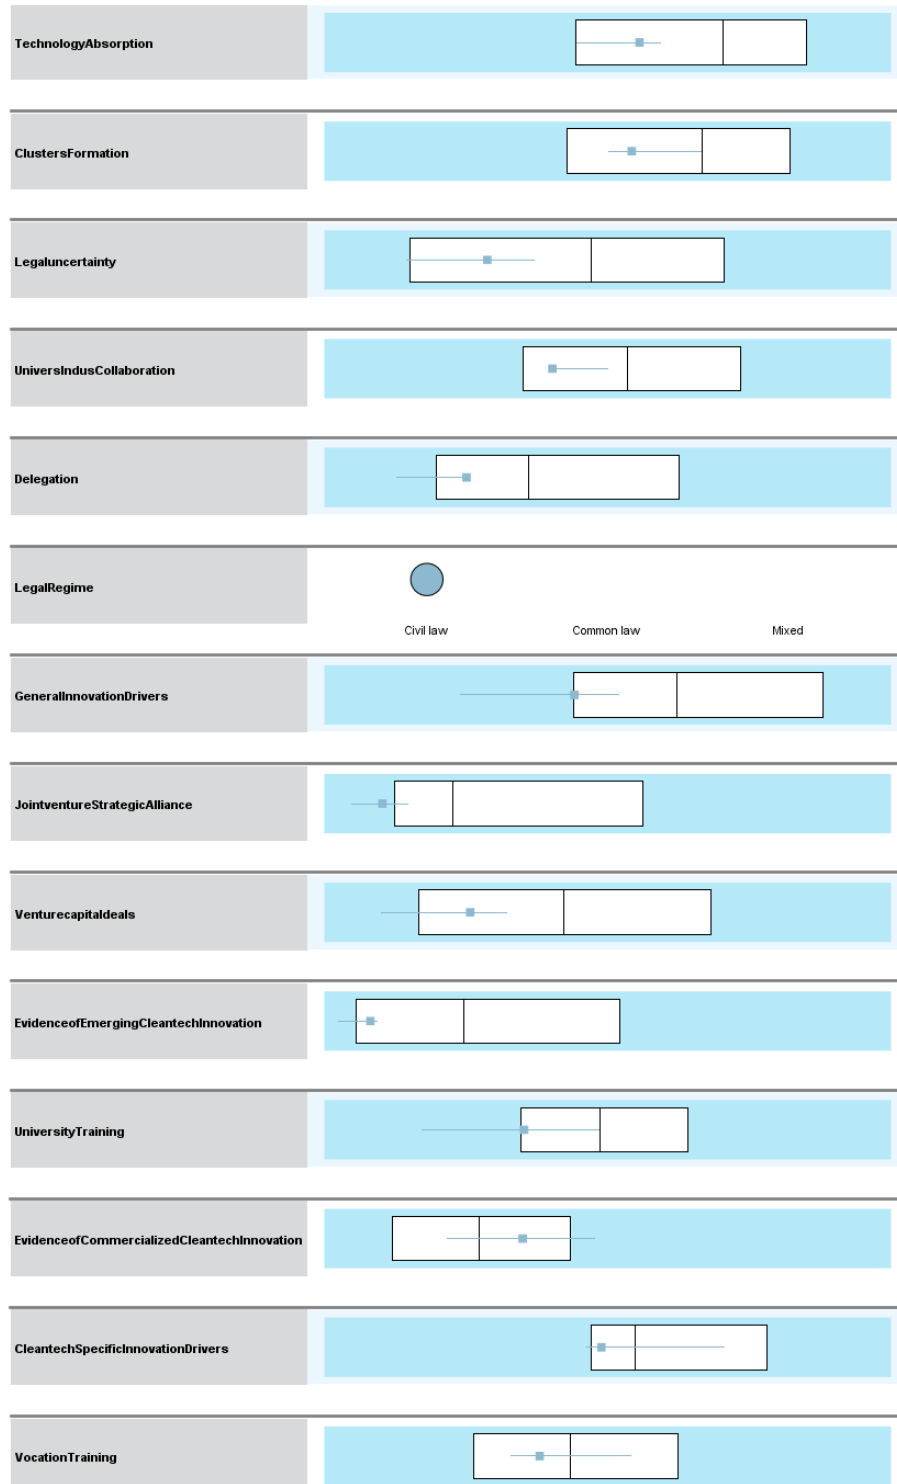 TechnologyAbsorption
ClustersFormation
Legaluncertainty
UniversIndusCollaboration
Delegation
LegalRegime
Civil law Common law Mixed
GeneralInnovationDrivers
JointventureStrategicAlliance
Venturecapitaldeals
EvidenceofEmergingCleantechInnovation
UniversityTraining
EvidenceofCommercializedCleantechInnovation
CleantechSpecificInnovationDrivers
VocationTraining